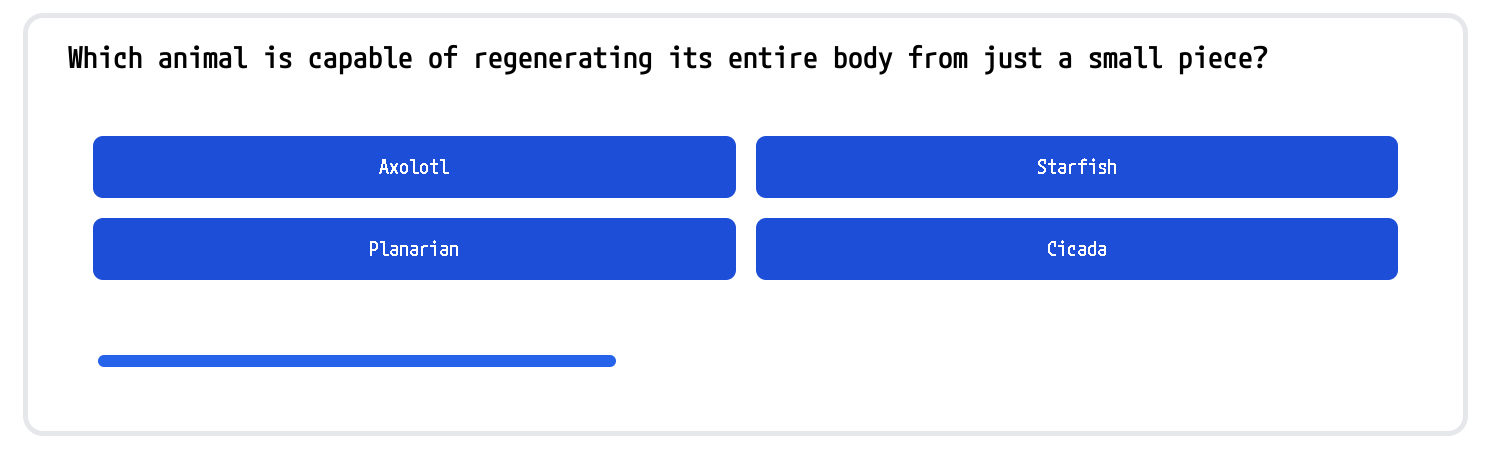 Which animal is capable of regenerating its entire body from just a small piece?
Axolotl
Starfish
Planarian
Cicada